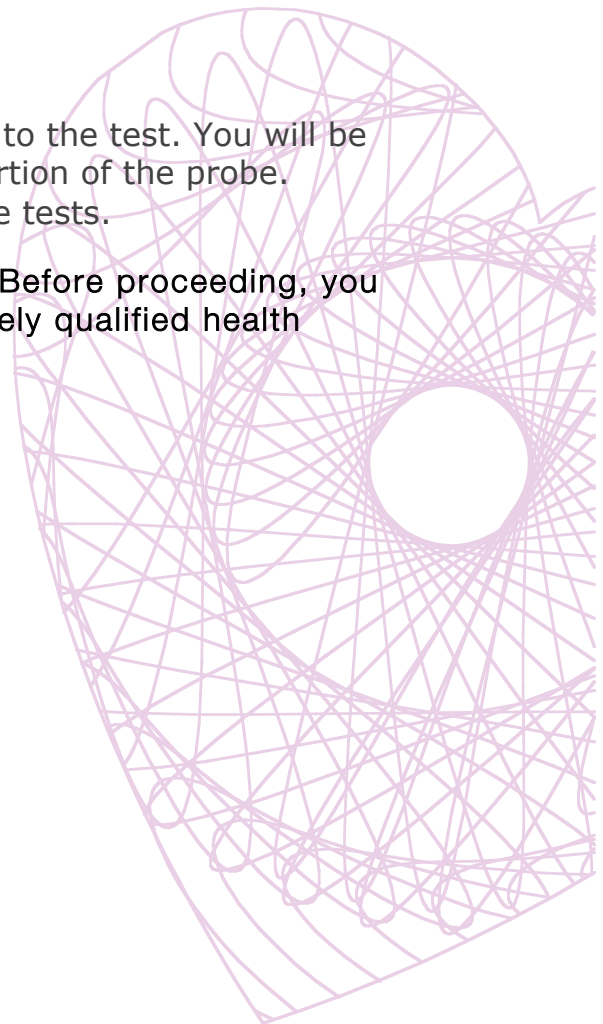 to the test. You will be
rtion of the probe.
e tests.
Before proceeding, you
ely qualified health